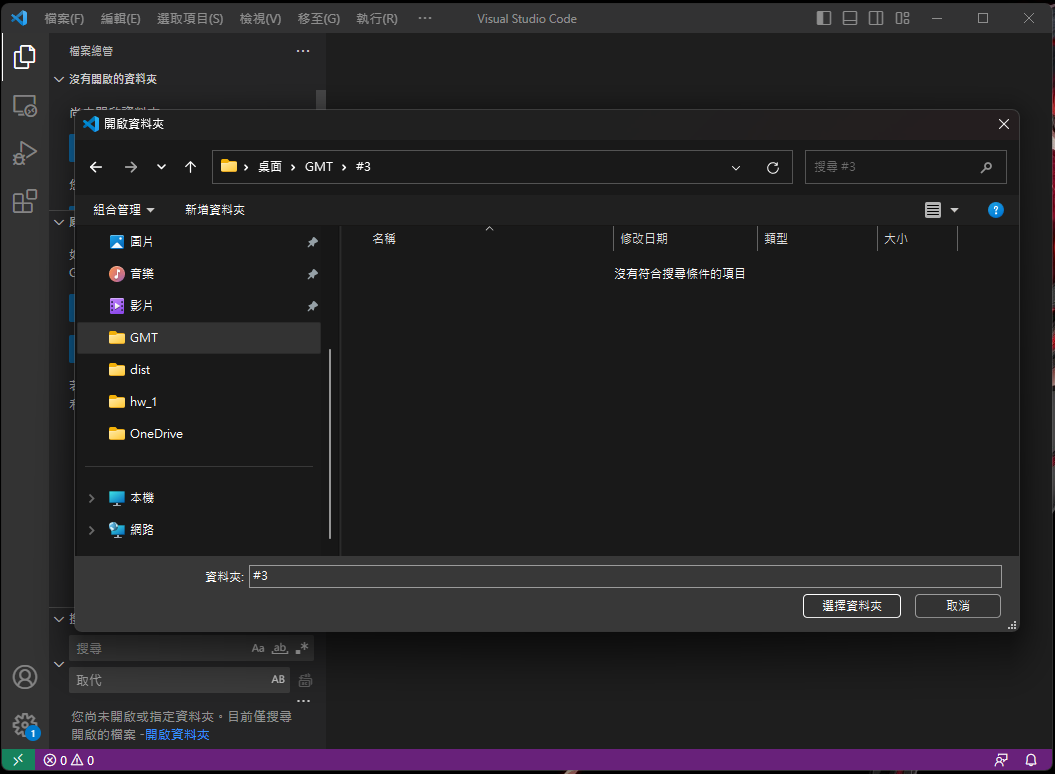 檔案(F) 編輯(E) 選取項目(S) 檢視(V) 移至(G) 執行(R) ··· Visual Studio Code
檔案總管 ···
沒有開啟的資料夾
開啟資料夾
桌面 › GMT › #3
搜尋 #3
組合管理 新增資料夾
名稱 修改日期 類型 大小
沒有符合搜尋條件的項目
圖片
音樂
影片
GMT
dist
hw_1
OneDrive
本機
網路
資料夾: #3
選擇資料夾 取消
搜尋 Aa ab .*
取代 AB
···
您尚未開啟或指定資料夾。目前僅搜尋
開啟的檔案 -開啟資料夾
1
0 0